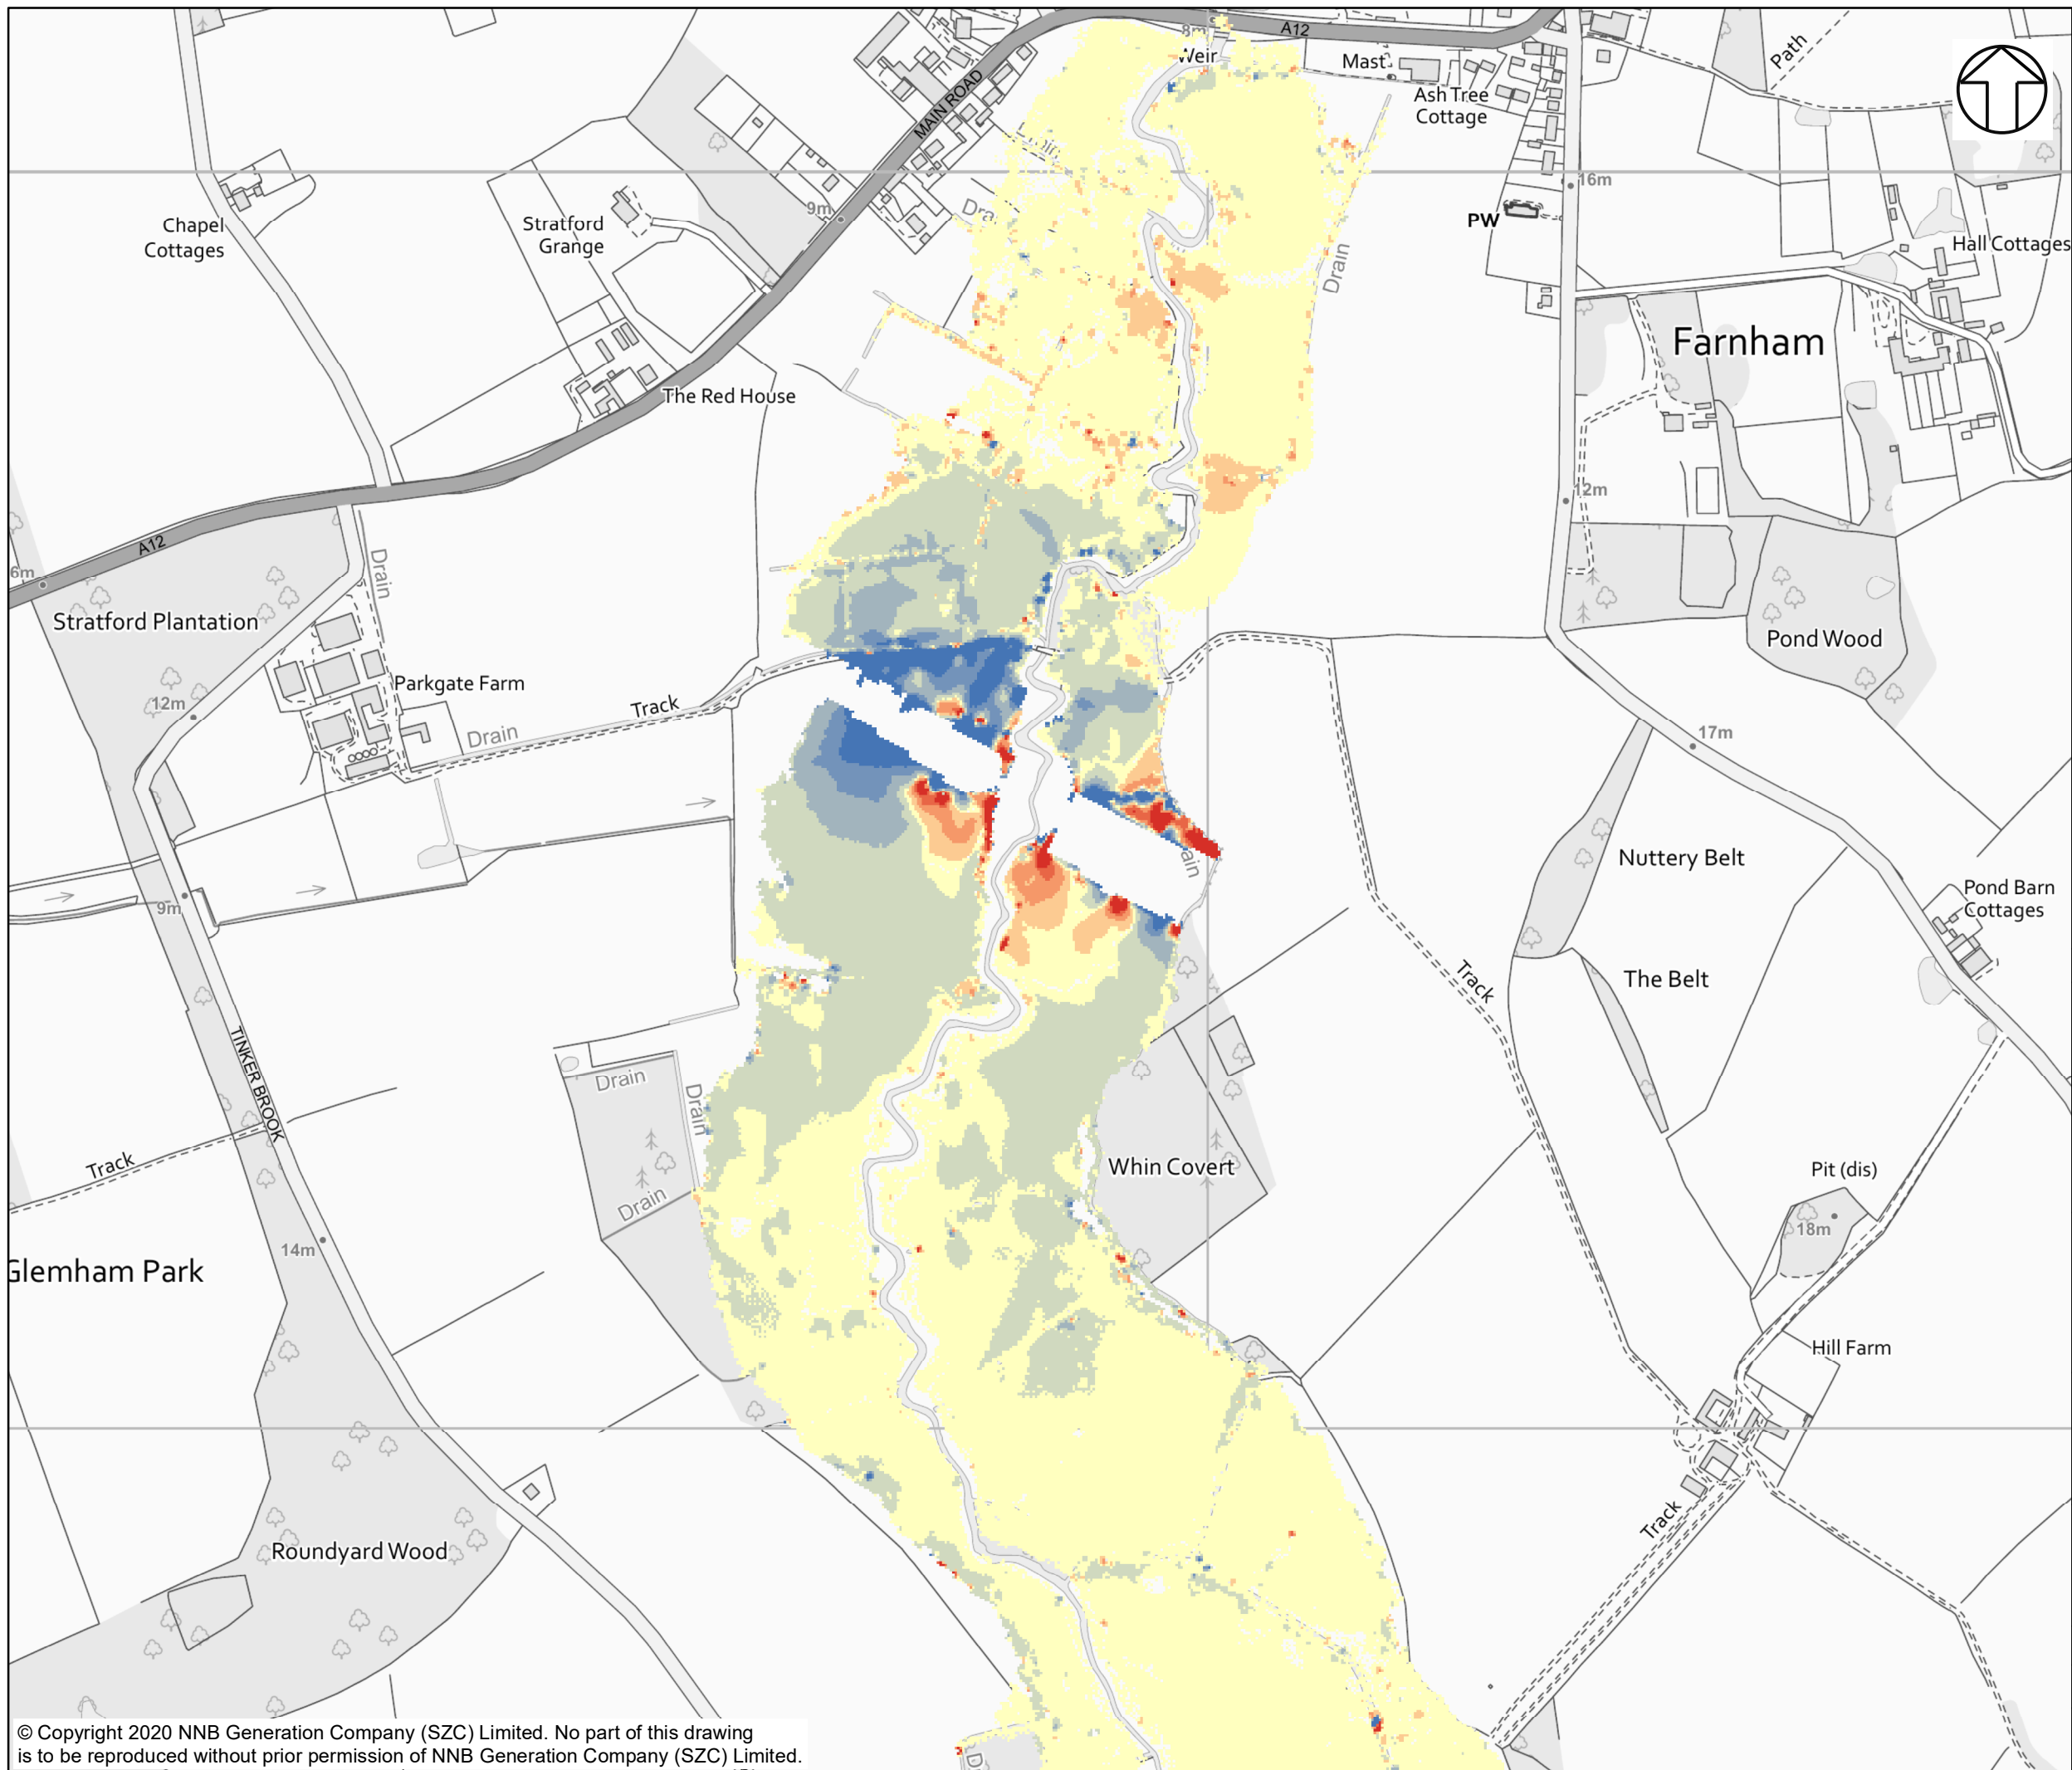 A12
8m
Weir
Mast
Path
Ash Tree
Cottage
MAIN ROAD
16m
Chapel
Cottages
Stratford
Grange
9m
PW
Hall Cottages
Drain
Farnham
The Red House
12m
A12
6m
Drain
Stratford Plantation
Pond Wood
Parkgate Farm
12m
Track
Drain
17m
Nuttery Belt
9m
Pond Barn
Cottages
The Belt
Track
TINKER BROOK
Drain
Drain
Track
Whin Covert
Pit (dis)
Drain
18m
14m
Glemham Park
Hill Farm
Track
Roundyard Wood
© Copyright 2020 NNB Generation Company (SZC) Limited. No part of this drawing
is to be reproduced without prior permission of NNB Generation Company (SZC) Limited.